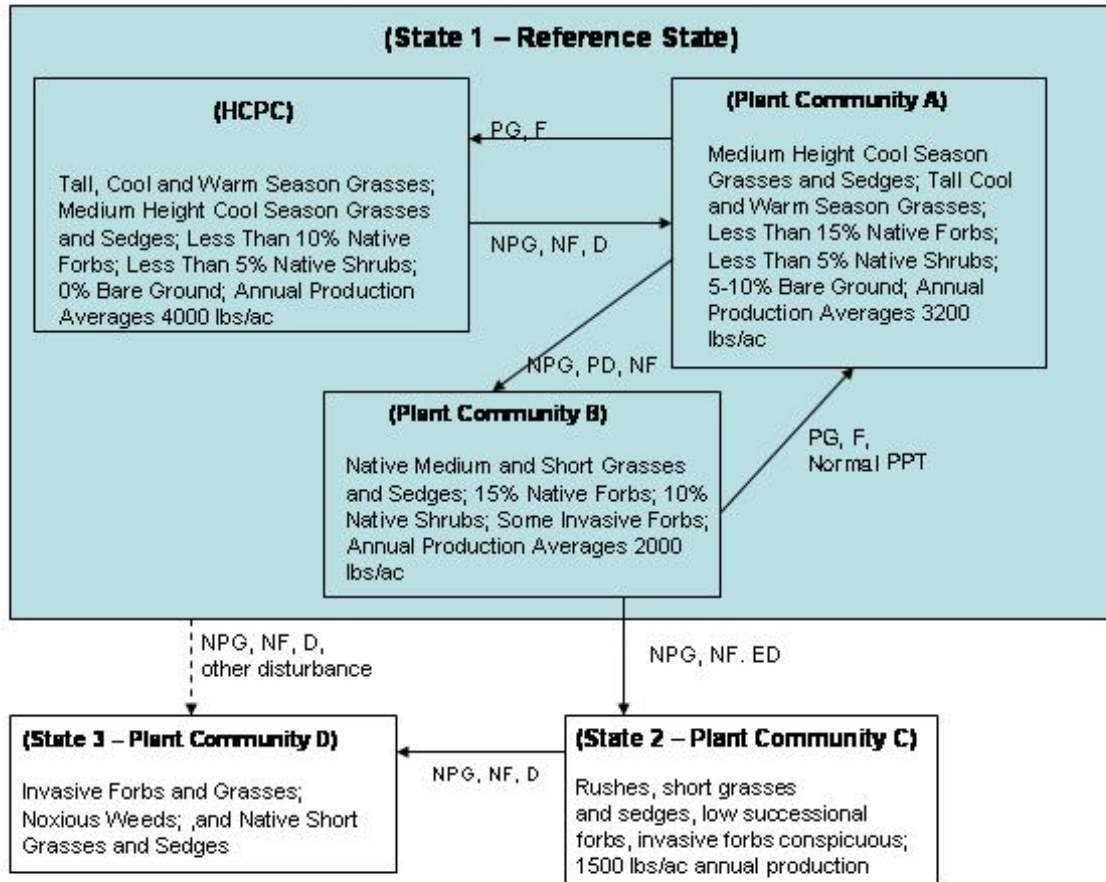 (State 1 – Reference State)
(HCPC)
Tall, Cool and Warm Season Grasses;
Medium Height Cool Season Grasses
and Sedges; Less Than 10% Native
Forbs; Less Than 5% Native Shrubs;
0% Bare Ground; Annual Production
Averages 4000 lbs/ac
PG, F
NPG, NF, D
(Plant Community A)
Medium Height Cool Season
Grasses and Sedges; Tall Cool
and Warm Season Grasses;
Less Than 15% Native Forbs;
Less Than 5% Native Shrubs;
5-10% Bare Ground; Annual
Production Averages 3200
lbs/ac
NPG, PD, NF
(Plant Community B)
Native Medium and Short Grasses
and Sedges; 15% Native Forbs; 10%
Native Shrubs; Some Invasive Forbs;
Annual Production Averages 2000
lbs/ac
PG, F,
Normal PPT
NPG, NF, D,
other disturbance
NPG, NF. ED
(State 3 – Plant Community D)
Invasive Forbs and Grasses;
Noxious Weeds; ,and Native Short
Grasses and Sedges
NPG, NF, D
(State 2 – Plant Community C)
Rushes, short grasses
and sedges, low successional
forbs, invasive forbs conspicuous;
1500 lbs/ac annual production